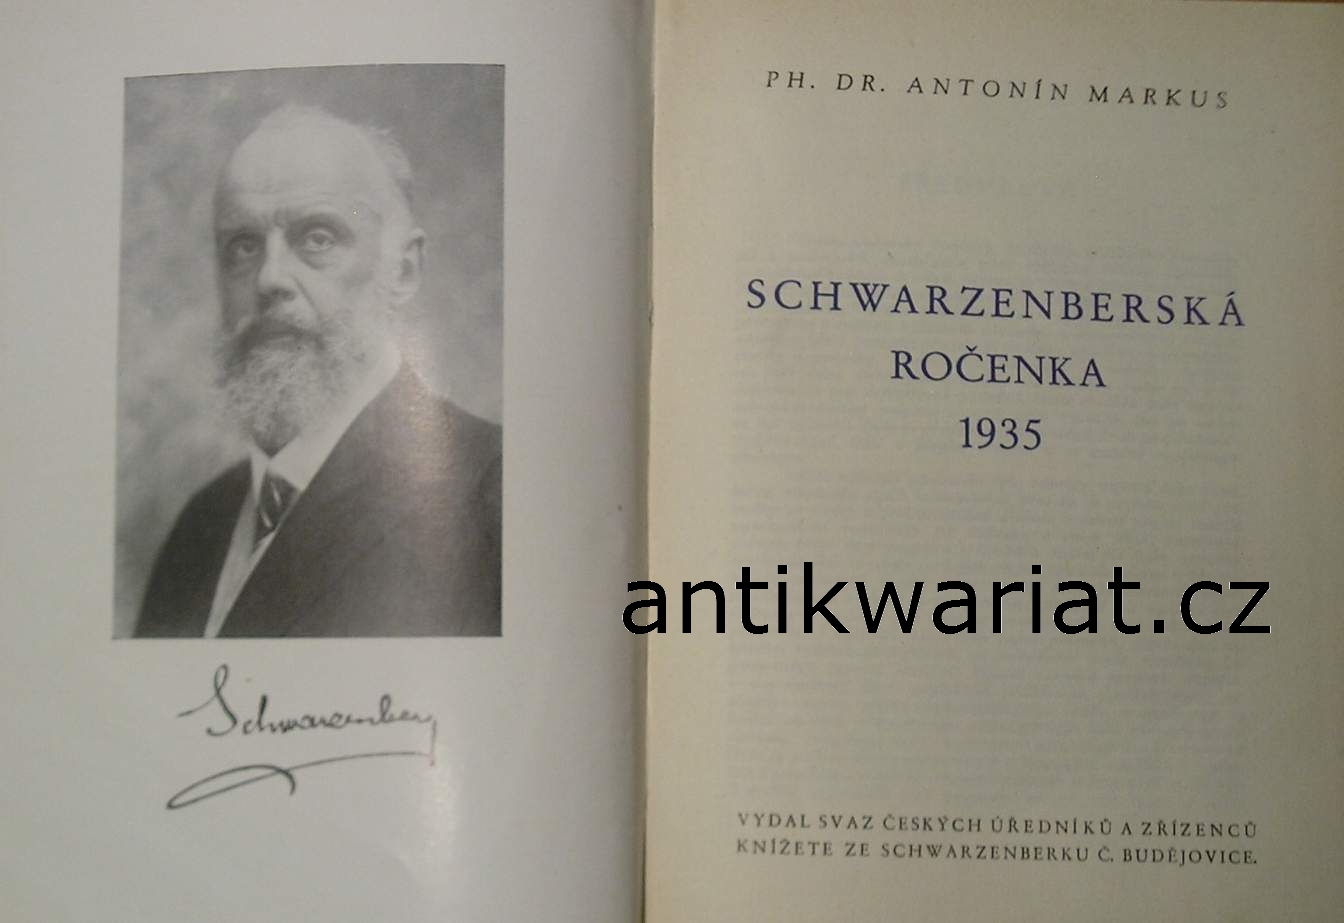 Schwarzenberg
PH. DR. ANTONÍN MARKUS
SCHWARZENBERSKÁ
ROČENKA
1935
antikwariat.cz
VYDAL SVAZ ČESKÝCH ÚŘEDNÍKŮ A ZŘÍZENCŮ
KNÍŽETE ZE SCHWARZENBERKU Č. BUDĚJOVICE.